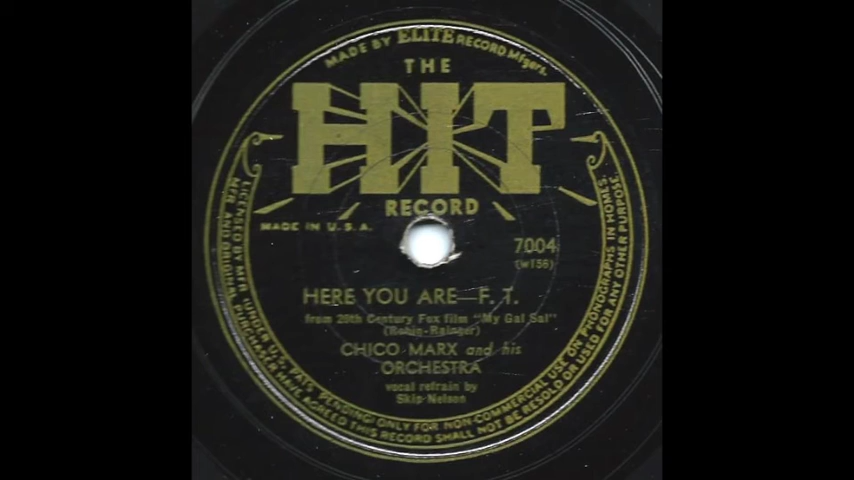 MADE BY ELITE RECORD Mfgers.
THE
HIT
RECORD
MADE IN U.S.A.
7004
(W156)
HERE YOU ARE—F. T.
from 20th Century Fox film "My Gal Sal"
(Robin-Rainger)
CHICO MARX and his
ORCHESTRA
vocal refrain by
Skip Nelson
LICENSED BY MFR. (UNDER U.S. PATS. PENDING) ONLY FOR NON-COMMERCIAL USE ON PHONOGRAPHS IN HOMES.
MFR. AND ORIGINAL PURCHASER HAVE AGREED THIS RECORD SHALL NOT BE RESOLD OR USED FOR ANY OTHER PURPOSE.